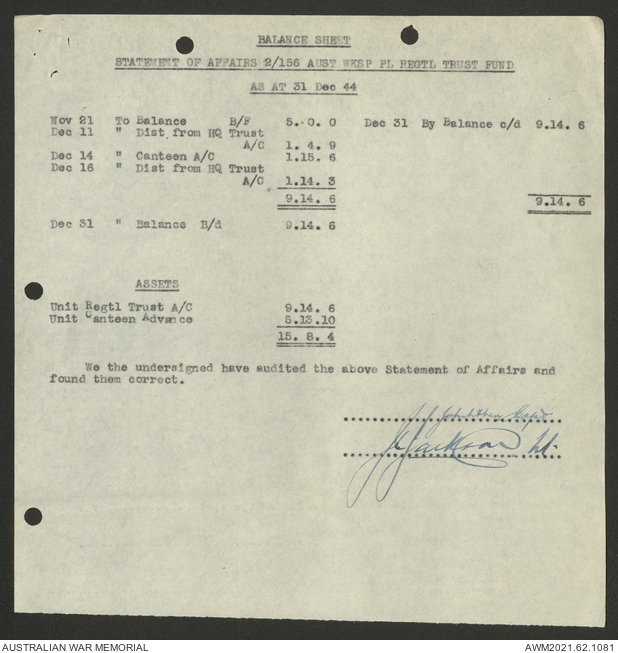 BALANCE SHEET
STATEMENT OF AFFAIRS 2/156 AUST WKSP PL REGTL TRUST FUND
AS AT 31 Dec 44
Nov 21 To Balance B/F 5. 0. 0 Dec 31 By Balance c/d 9.14. 6
Dec 11 " Dist from HQ Trust
A/C 1. 4. 9
Dec 14 " Canteen A/C 1.15. 6
Dec 16 " Dist from HQ Trust
A/C 1.14. 3
9.14. 6 9.14. 6
Dec 31 " Balance B/d 9.14. 6
ASSETS
Unit Regtl Trust A/C 9.14. 6
Unit Canteen Advance 5.13.10
15. 8. 4
We the undersigned have audited the above Statement of Affairs and
found them correct.
Jackson Lt.
AUSTRALIAN WAR MEMORIAL AWM2021.62.1081